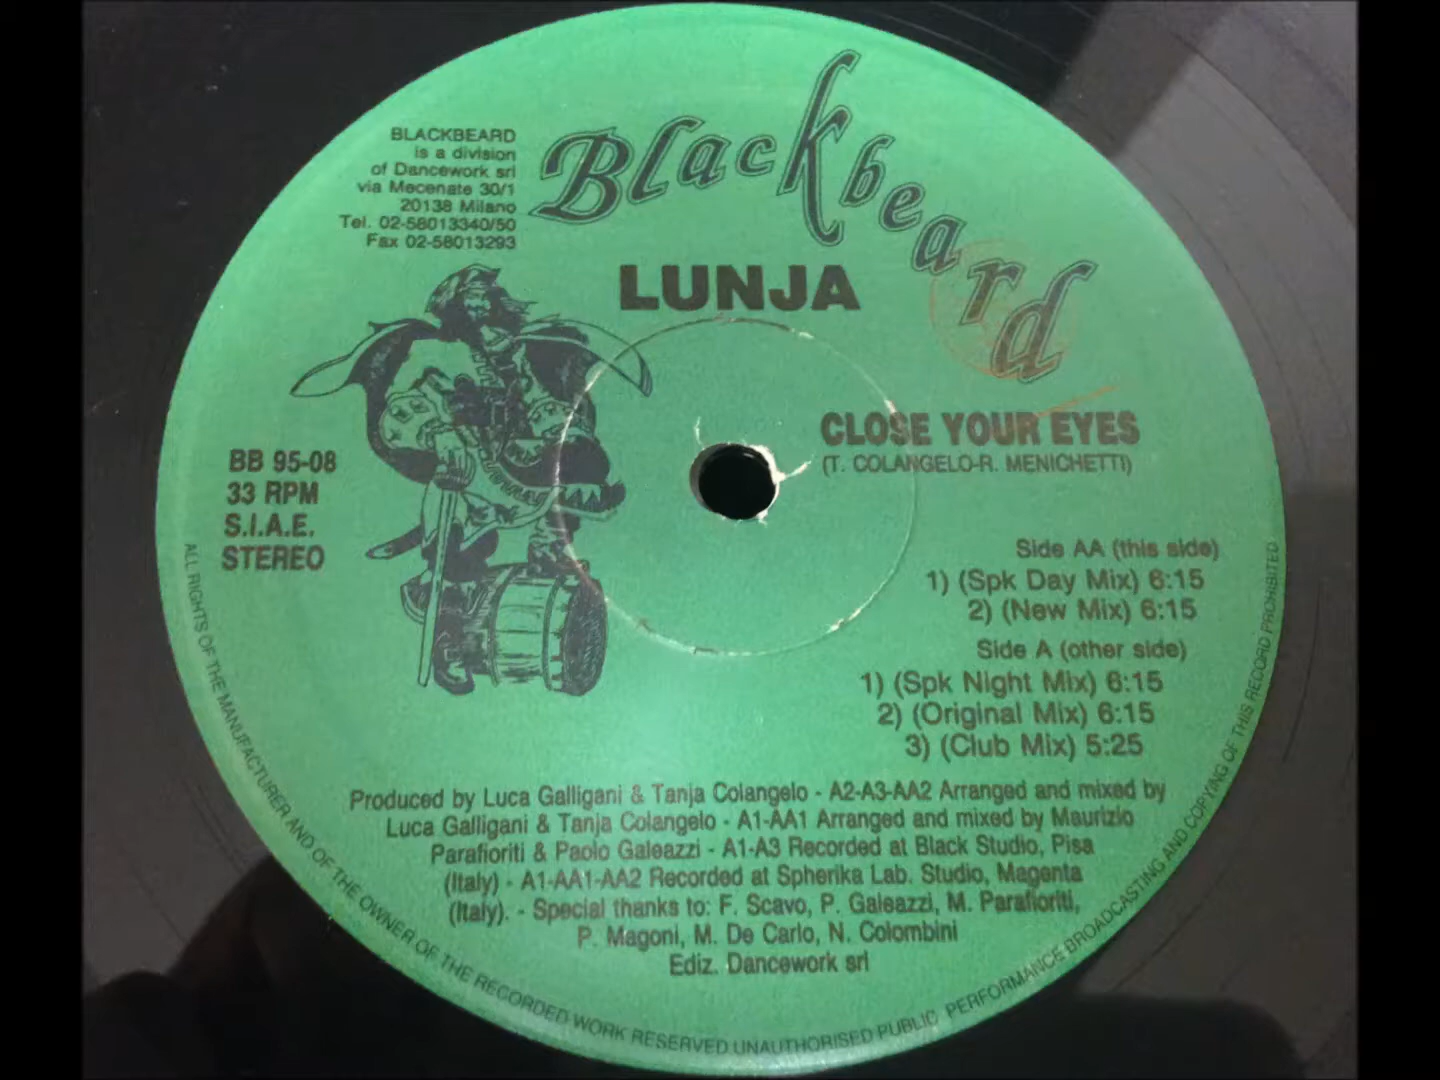 BLACKBEARD
is a division
of Dancework srl
via Mecenate 30/1
20138 Milano
Tel. 02-58013340/50
Fax 02-58013293
Blackbeard
LUNJA
CLOSE YOUR EYES
(T. COLANGELO-R. MENICHETTI)
BB 95-08
33 RPM
S.I.A.E.
STEREO
Side AA (this side)
1) (Spk Day Mix) 6:15
2) (New Mix) 6:15
Side A (other side)
1) (Spk Night Mix) 6:15
2) (Original Mix) 6:15
3) (Club Mix) 5:25
Produced by Luca Galligani & Tanja Colangelo - A2-A3-AA2 Arranged and mixed by
Luca Galligani & Tanja Colangelo - A1-AA1 Arranged and mixed by Maurizio
Parafioriti & Paolo Galeazzi - A1-A3 Recorded at Black Studio, Pisa
(Italy) - A1-AA1-AA2 Recorded at Spherika Lab. Studio, Magenta
(Italy). - Special thanks to: F. Scavo, P. Galeazzi, M. Parafioriti,
P. Magoni, M. De Carlo, N. Colombini
Ediz. Dancework srl
ALL RIGHTS OF THE MANUFACTURER AND OF THE OWNER OF THE RECORDED WORK RESERVED UNAUTHORISED PUBLIC PERFORMANCE BROADCASTING AND COPYING OF THIS RECORD PROHIBITED